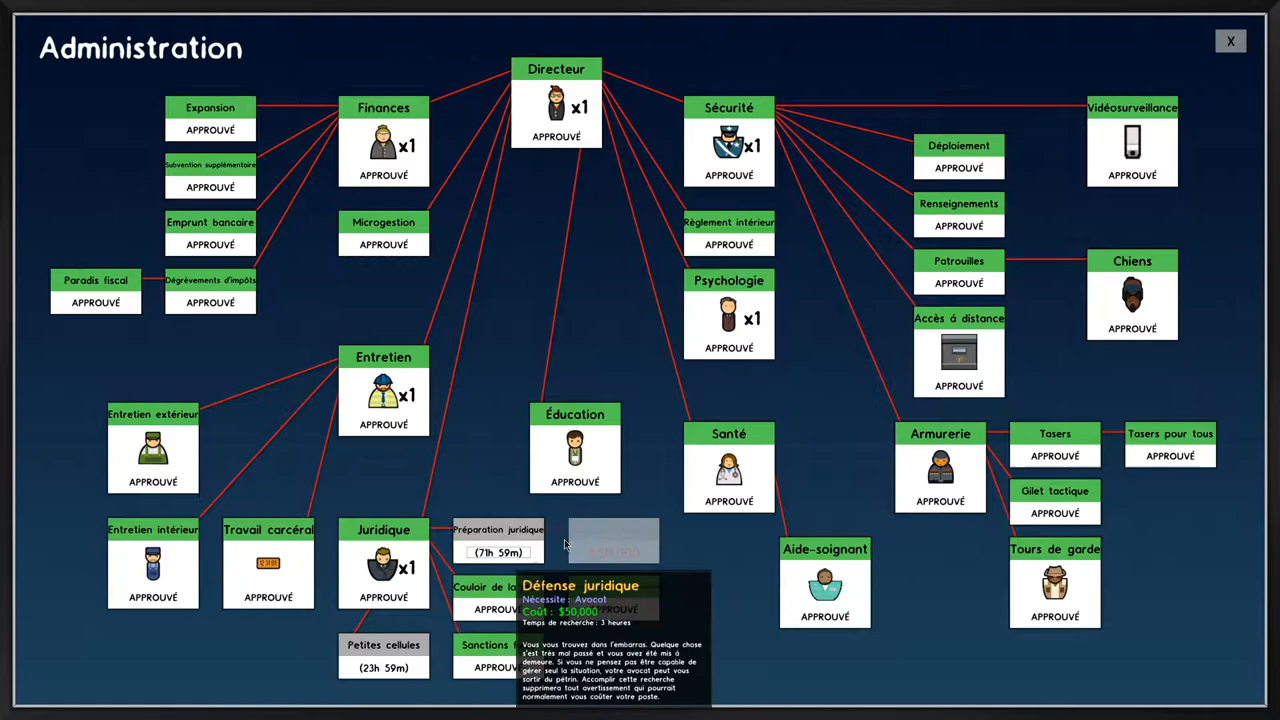 Administration
X
Directeur
x1
APPROUVÉ
Expansion
APPROUVÉ
Finances
x1
APPROUVÉ
Sécurité
x1
APPROUVÉ
Vidéosurveillance
APPROUVÉ
Subvention supplémentaire
APPROUVÉ
Déploiement
APPROUVÉ
Emprunt bancaire
APPROUVÉ
Microgestion
APPROUVÉ
Règlement intérieur
APPROUVÉ
Renseignements
APPROUVÉ
Paradis fiscal
APPROUVÉ
Dégrèvements d'impôts
APPROUVÉ
Psychologie
x1
APPROUVÉ
Patrouilles
APPROUVÉ
Chiens
APPROUVÉ
Accès á distance
APPROUVÉ
Entretien
x1
APPROUVÉ
Entretien extérieur
APPROUVÉ
Éducation
APPROUVÉ
Santé
APPROUVÉ
Armurerie
APPROUVÉ
Tasers
APPROUVÉ
Tasers pour tous
APPROUVÉ
Gilet tactique
APPROUVÉ
Entretien intérieur
APPROUVÉ
Travail carcéral
APPROUVÉ
Juridique
x1
APPROUVÉ
Préparation juridique
(71h 59m)
Aide-soignant
APPROUVÉ
Tours de garde
APPROUVÉ
Couloir de la
Petites cellules
(23h 59m)
Sanctions
Défense juridique
Nécessite : Avocat
Coût : $50,000
Temps de recherche : 3 heures
Vous vous trouvez dans l'embarras. Quelque chose
s'est très mal passé et vous avez été mis à
demeure. Si vous ne pensez pas être capable de
gérer seul la situation, votre avocat peut vous
sortir du pétrin. Accomplir cette recherche
supprimera tout avertissement qui pourrait
normalement vous coûter votre poste.